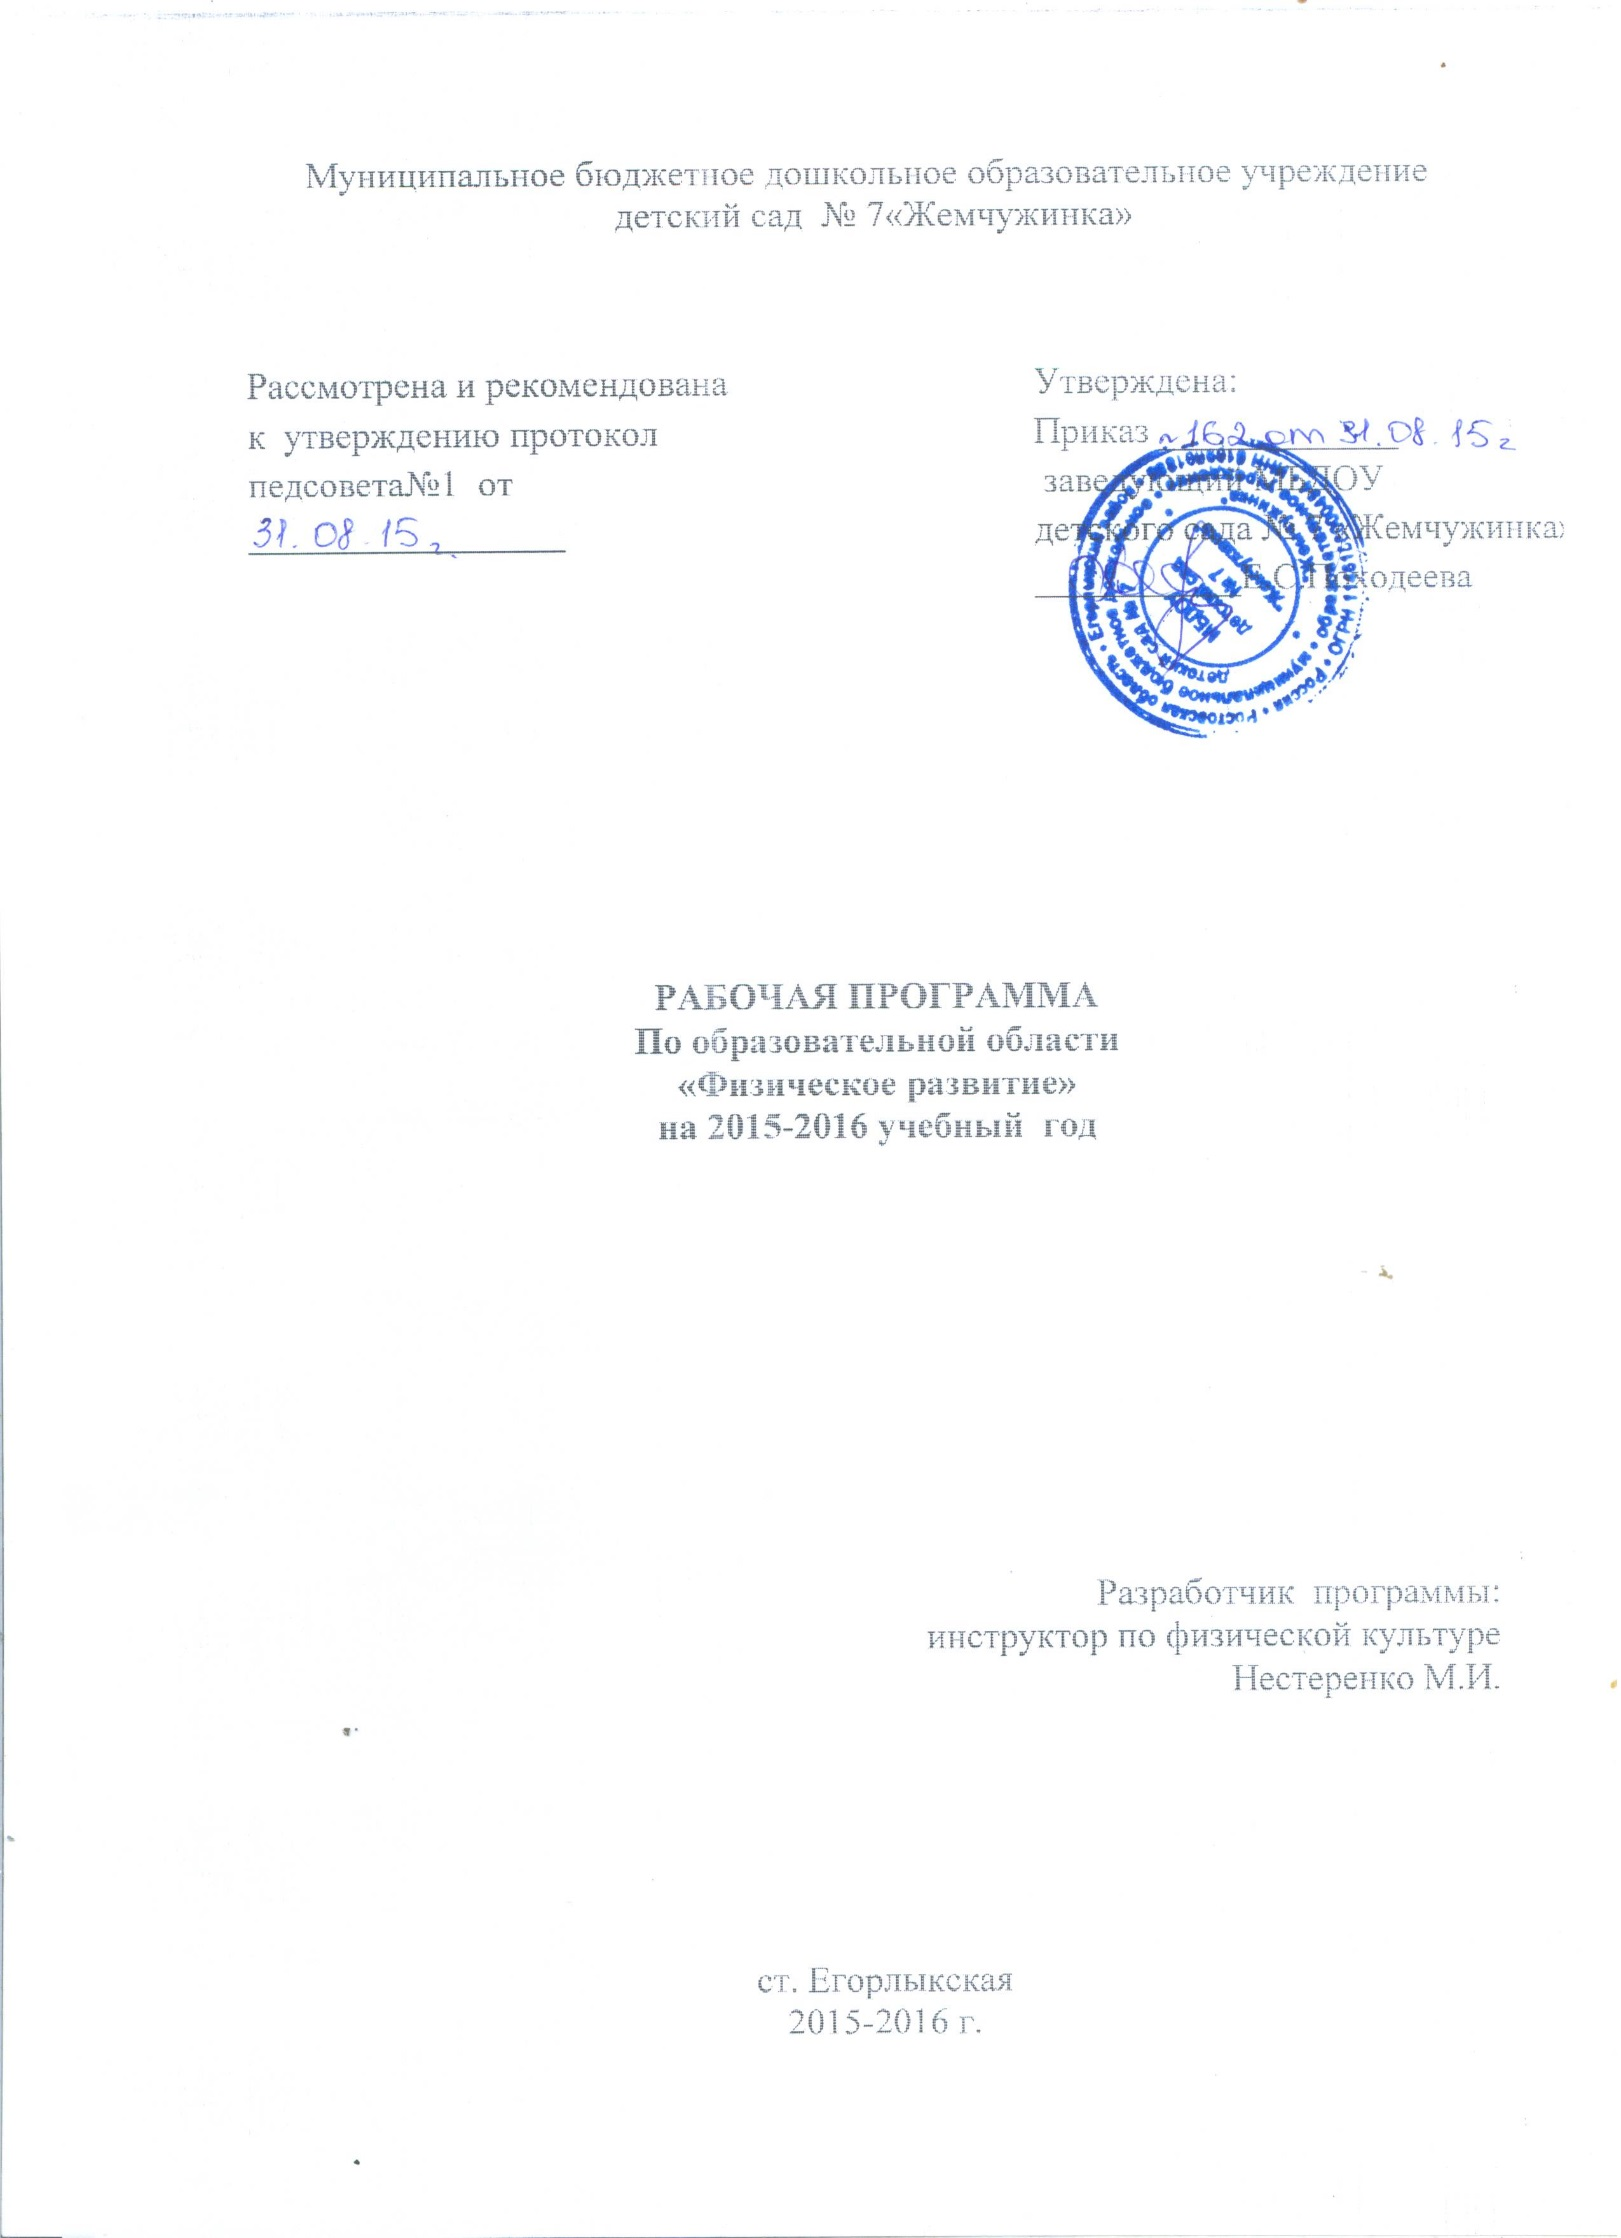 Муниципальное бюджетное дошкольное образовательное учреждение
детский сад № 7«Жемчужинка»
Рассмотрена и рекомендована
к утверждению протокол
педсовета№1 от
31.08.15 г.
Утверждена:
Приказ №162 от 31.08.15 г
заведующий МБДОУ
детского сада № 7 «Жемчужинка»
Е.С.
РАБОЧАЯ ПРОГРАММА
По образовательной области
«Физическое развитие»
на 2015-2016 учебный год
Разработчик программы:
инструктор по физической культуре
Нестеренко М.И.
ст. Егорлыкская
2015-2016 г.